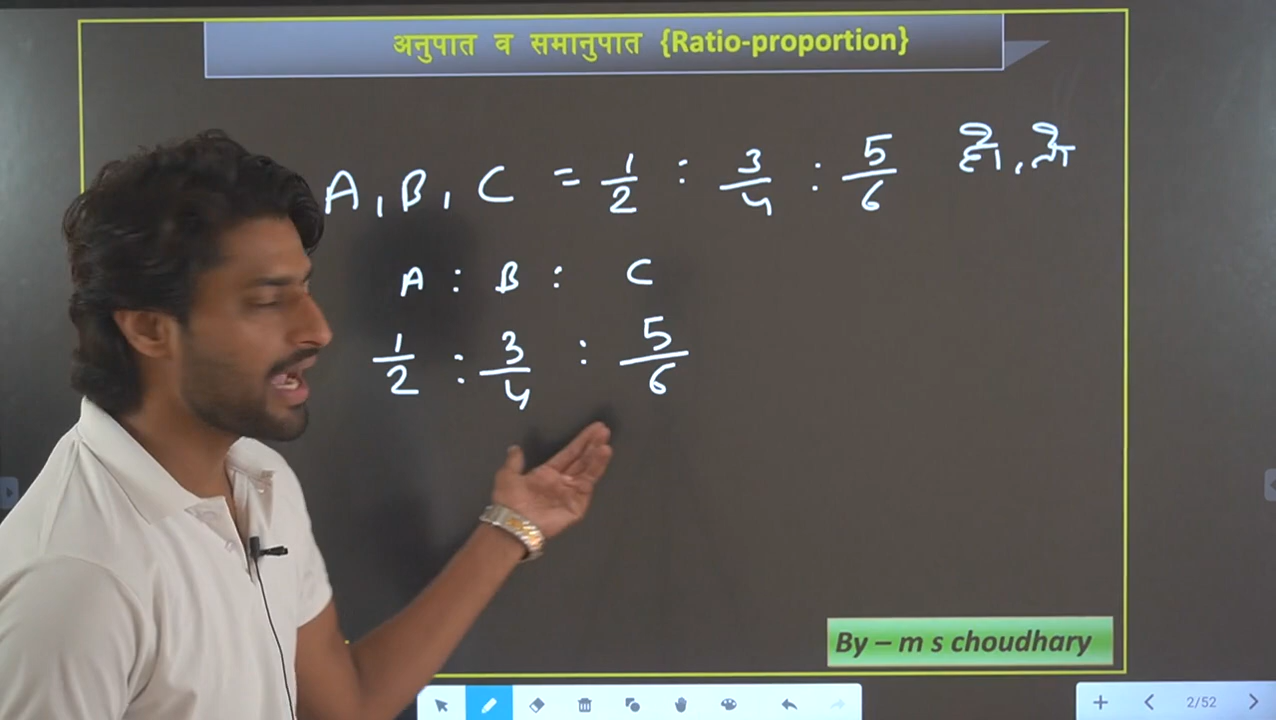 अनुपात व समानुपात {Ratio-proportion}
A, B, C = 1/2 : 3/4 : 5/6 हो, तो
A : B : C
1/2 : 3/4 : 5/6
By – m s choudhary
2/52